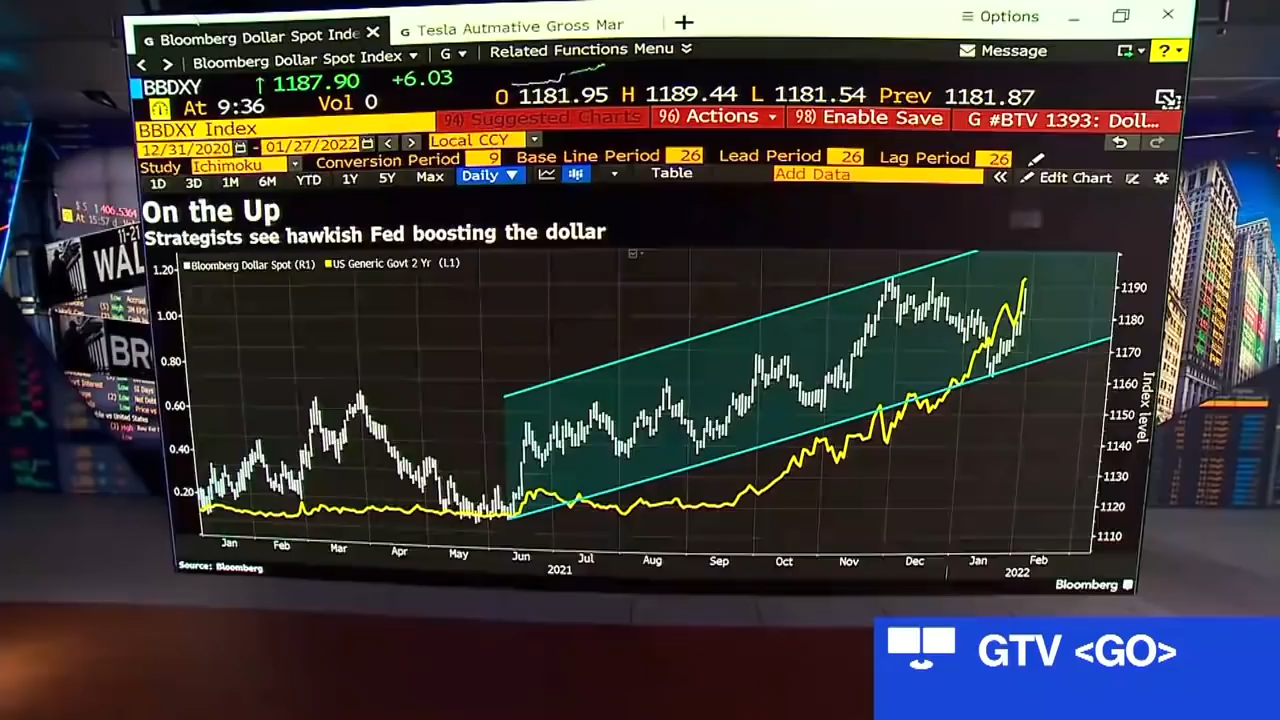 G Bloomberg Dollar Spot Inde ✕ G Tesla Autmative Gross Mar + Options
< > Bloomberg Dollar Spot Index G Related Functions Menu Message ?
BBDXY ↑ 1187.90 +6.03
At 9:36 Vol 0 O 1181.95 H 1189.44 L 1181.54 Prev 1181.87
BBDXY Index 94) Suggested Charts 96) Actions 98) Enable Save G #BTV 1393: Doll...
12/31/2020 - 01/27/2022 < > Local CCY
Study Ichimoku Conversion Period 9 Base Line Period 26 Lead Period 26 Lag Period 26
1D 3D 1M 6M YTD 1Y 5Y Max Daily ▼ Table Add Data « Edit Chart
On the Up
Strategists see hawkish Fed boosting the dollar
Bloomberg Dollar Spot (R1) US Generic Govt 2 Yr (L1)
1.20
1.00
0.80
0.60
0.40
0.20
1190
1180
1170
1160
1150
1140
1130
1120
1110
Index level
Jan Feb Mar Apr May Jun Jul Aug Sep Oct Nov Dec Jan Feb
2021 2022
Source: Bloomberg
Bloomberg
WAL
BR
GTV <GO>